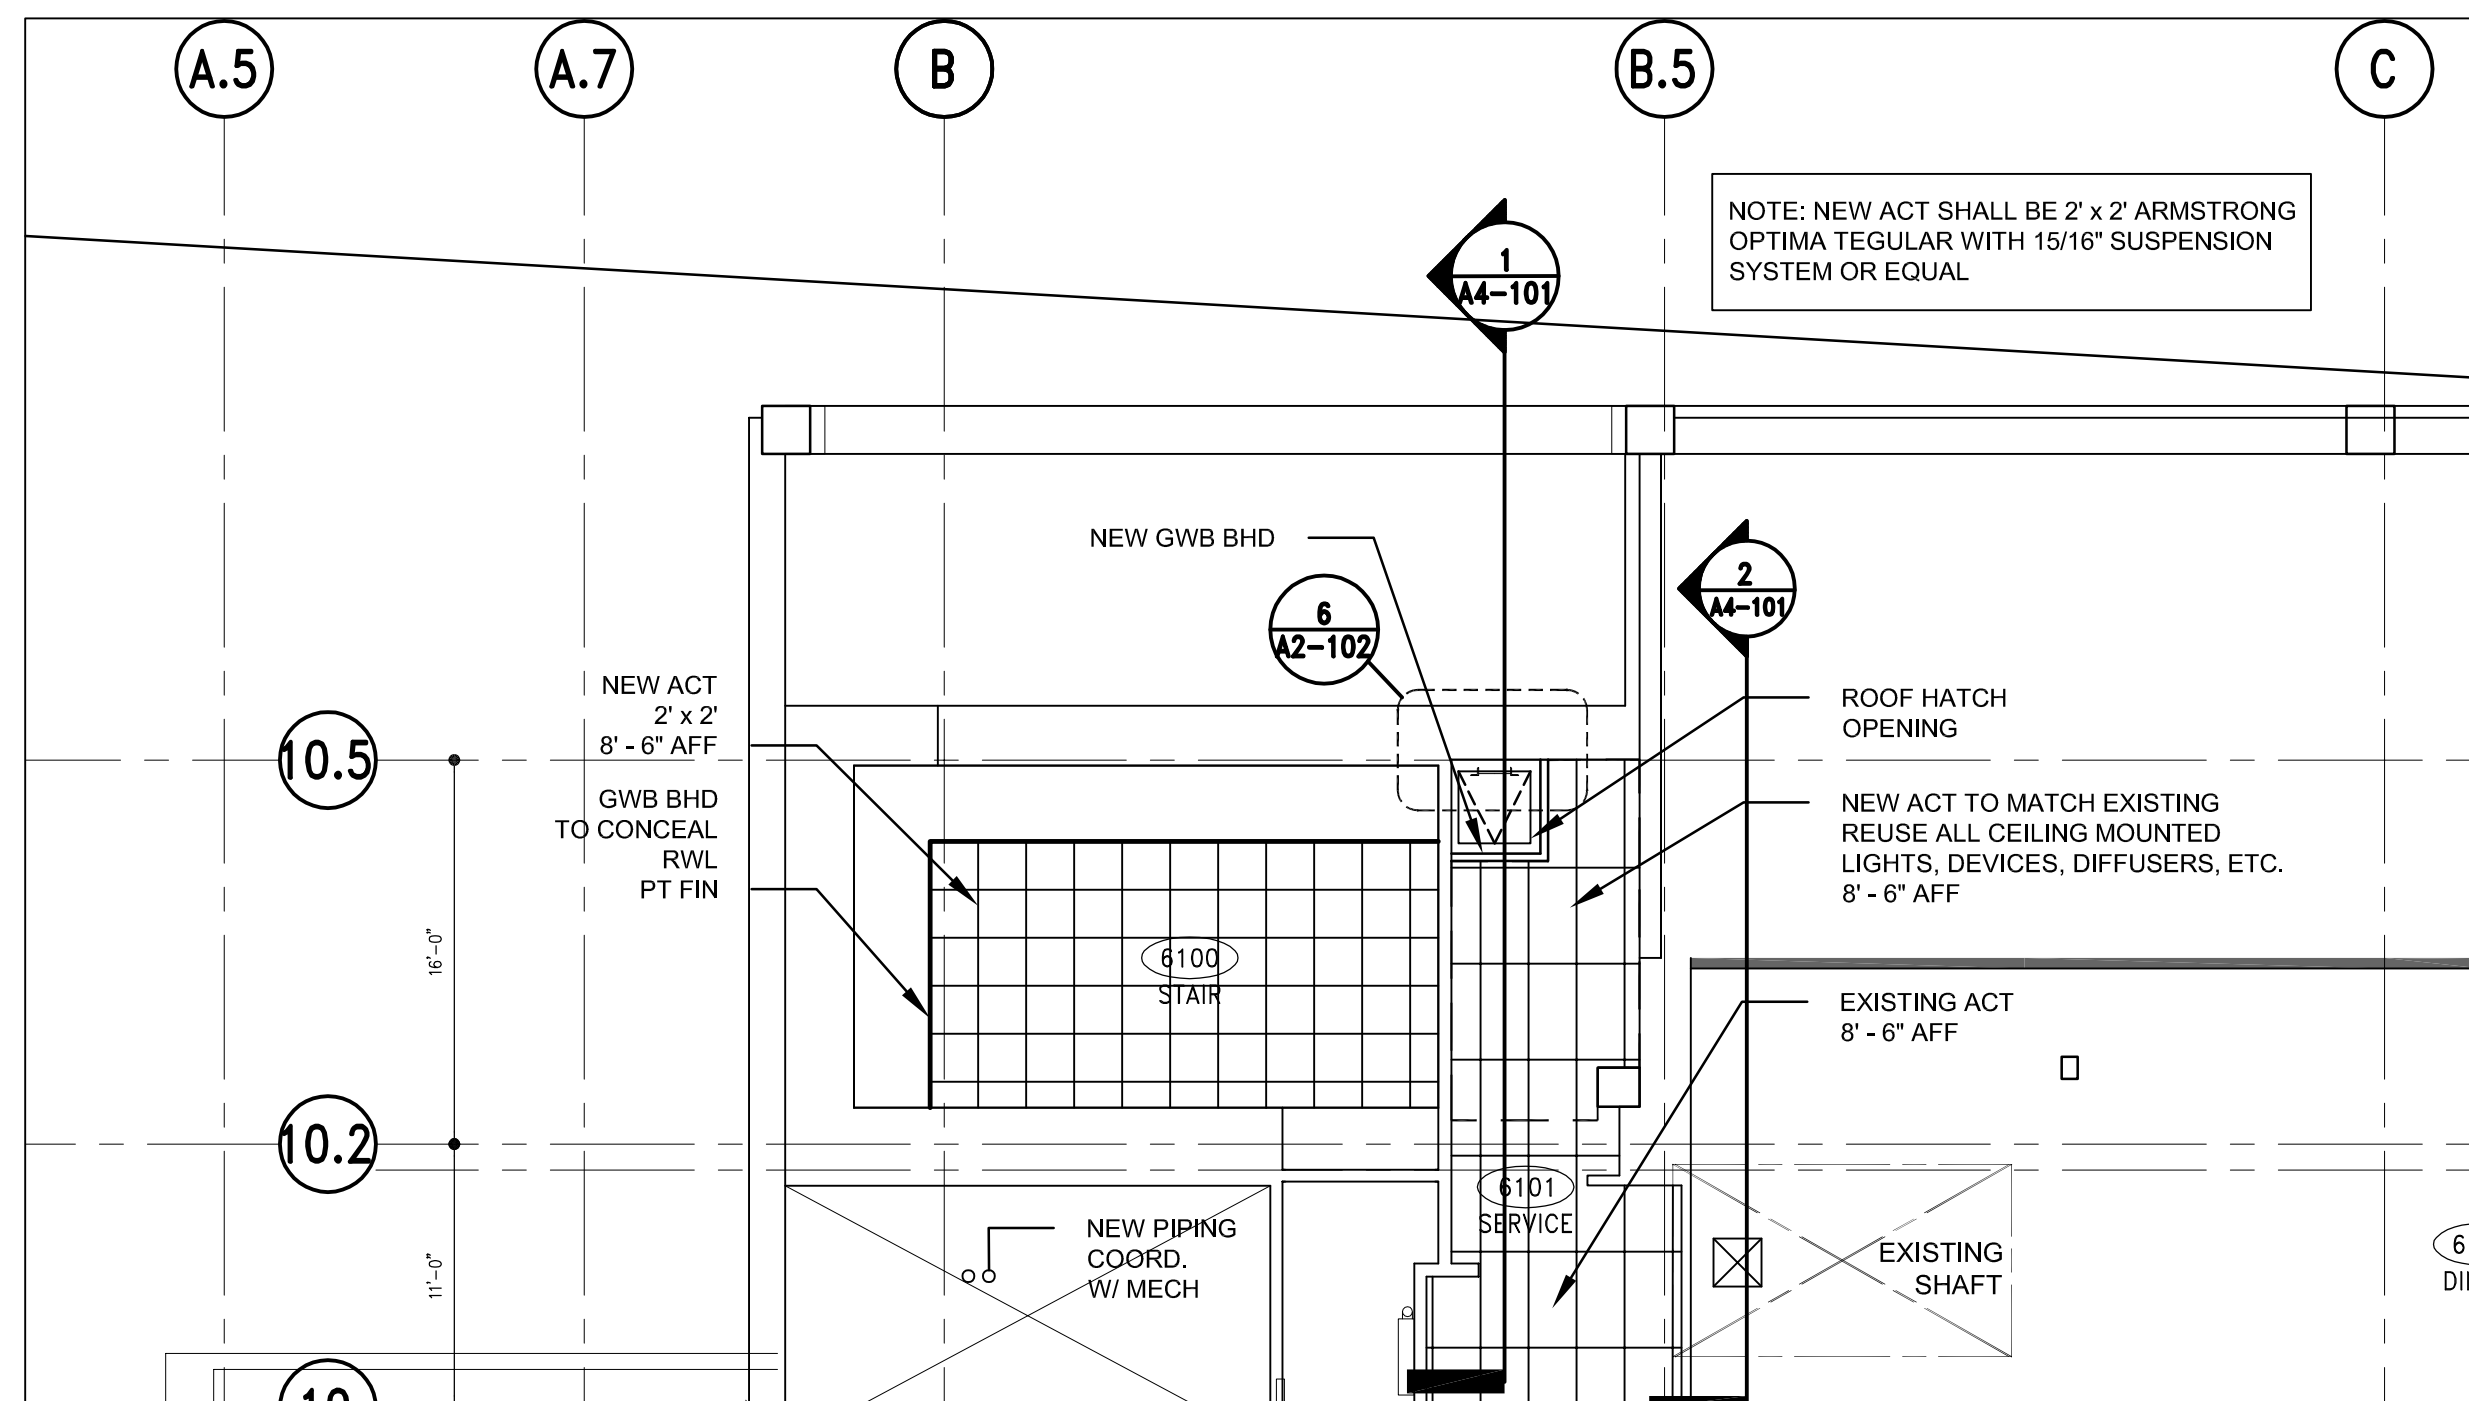 A.5
A.7
B
B.5
C
NOTE: NEW ACT SHALL BE 2' x 2' ARMSTRONG
OPTIMA TEGULAR WITH 15/16" SUSPENSION
SYSTEM OR EQUAL
1
A4-101
NEW GWB BHD
2
A4-101
6
A2-102
NEW ACT
2' x 2'
8' - 6" AFF
ROOF HATCH
OPENING
10.5
GWB BHD
TO CONCEAL
RWL
PT FIN
NEW ACT TO MATCH EXISTING
REUSE ALL CEILING MOUNTED
LIGHTS, DEVICES, DIFFUSERS, ETC.
8' - 6" AFF
16'-0"
6100
STAIR
EXISTING ACT
8' - 6" AFF
10.2
6101
SERVICE
NEW PIPING
COORD.
W/ MECH
EXISTING
SHAFT
11'-0"